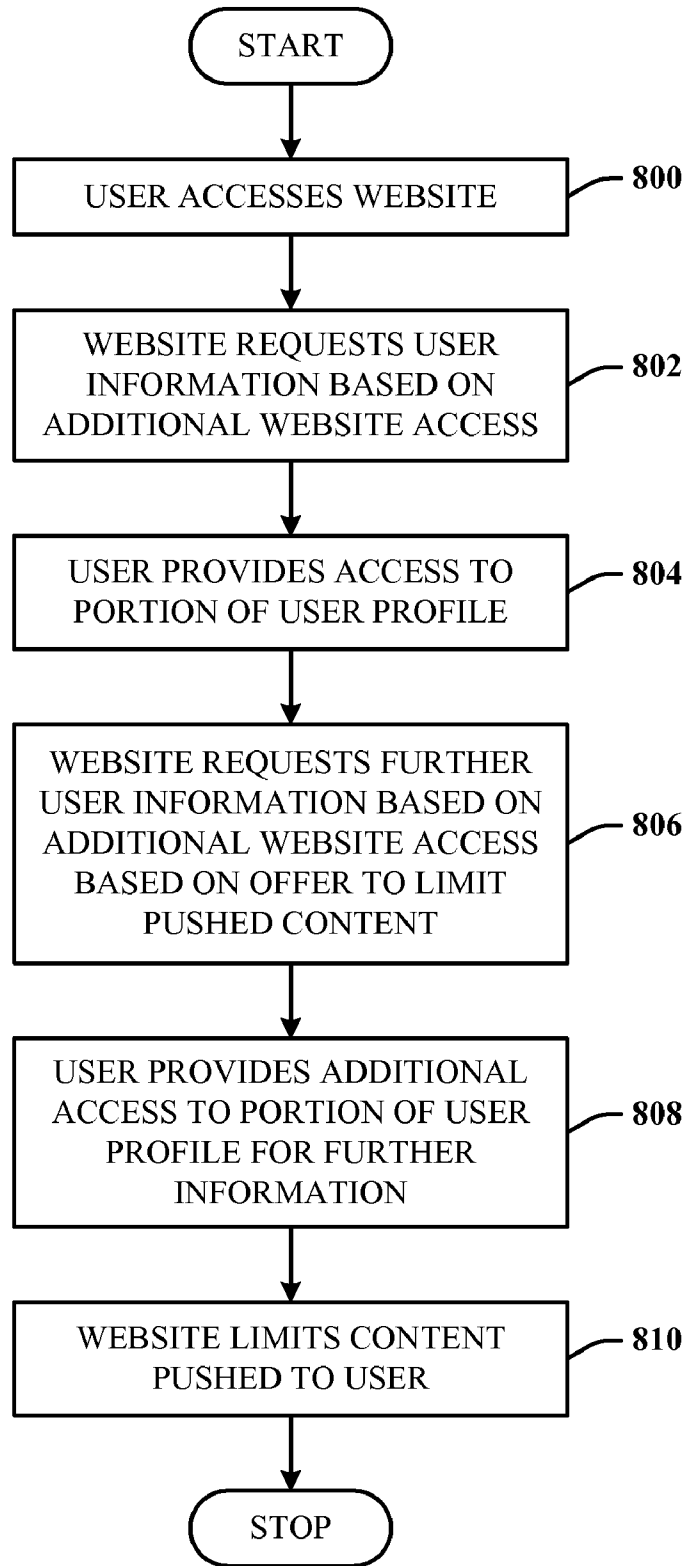 START
USER ACCESSES WEBSITE
800
WEBSITE REQUESTS USER
INFORMATION BASED ON
ADDITIONAL WEBSITE ACCESS
802
USER PROVIDES ACCESS TO
PORTION OF USER PROFILE
804
WEBSITE REQUESTS FURTHER
USER INFORMATION BASED ON
ADDITIONAL WEBSITE ACCESS
BASED ON OFFER TO LIMIT
PUSHED CONTENT
806
USER PROVIDES ADDITIONAL
ACCESS TO PORTION OF USER
PROFILE FOR FURTHER
INFORMATION
808
WEBSITE LIMITS CONTENT
PUSHED TO USER
810
STOP